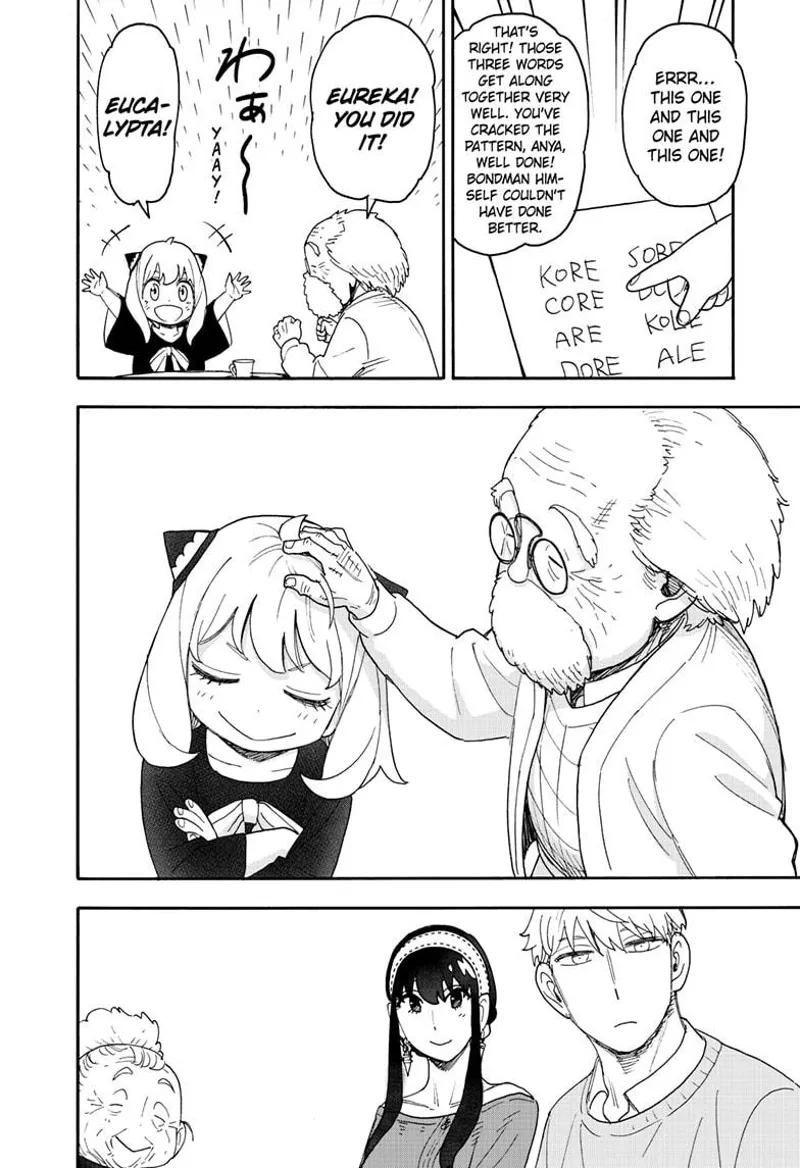 ERRR...
THIS ONE
AND THIS
ONE AND
THIS ONE!
THAT'S
RIGHT! THOSE
THREE WORDS
GET ALONG
TOGETHER VERY
WELL. YOU'VE
CRACKED THE
PATTERN, ANYA,
WELL DONE!
BONDMAN HIM-
SELF COULDN'T
HAVE DONE
BETTER.
KORE
CORE
ARE
DORE
SORE
ALE
EUREKA!
YOU DID
IT!
わぁ〜
YAAY!
EUCA-
LYPTA!